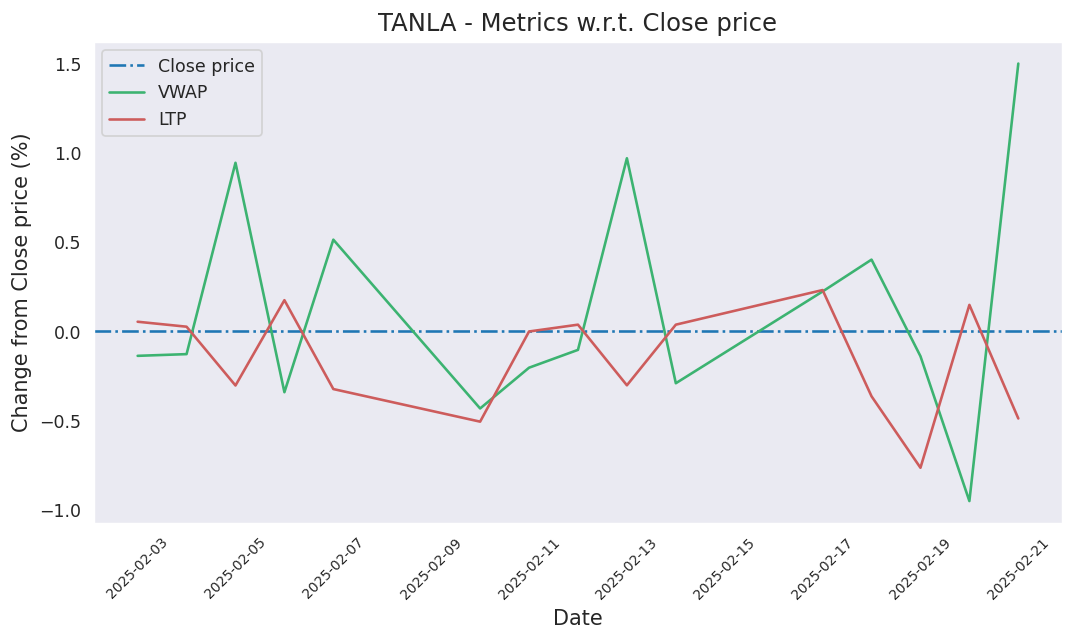 TANLA - Metrics w.r.t. Close price
Close price
VWAP
LTP
Change from Close price (%)
1.5
1.0
0.5
0.0
−0.5
−1.0
2025-02-03
2025-02-05
2025-02-07
2025-02-09
2025-02-11
2025-02-13
2025-02-15
2025-02-17
2025-02-19
2025-02-21
Date